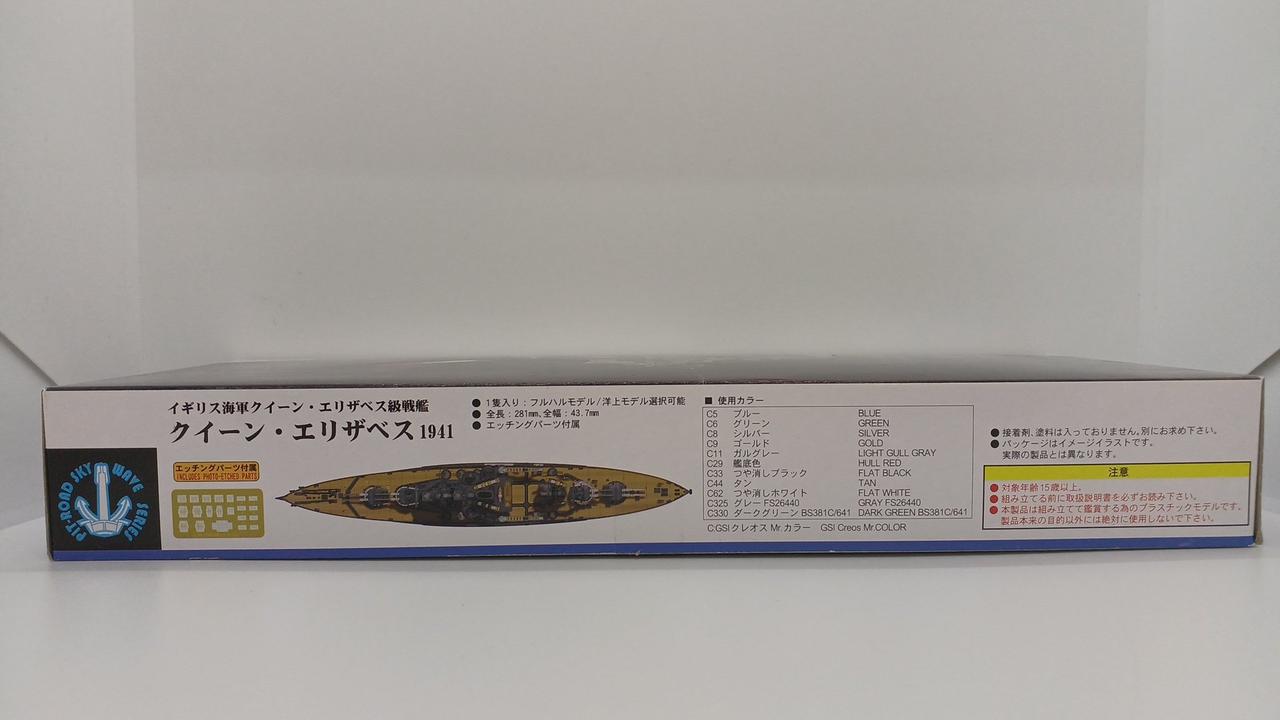 PIT-ROAD SKY WAVE SERIES
イギリス海軍クイーン・エリザベス級戦艦
クイーン・エリザベス 1941
エッチングパーツ付属
INCLUDES PHOTO-ETCHED PARTS
● 1隻入り：フルハルモデル/洋上モデル選択可能
● 全長：281mm、全幅：43.7mm
● エッチングパーツ付属
■ 使用カラー
C5 ブルー BLUE
C6 グリーン GREEN
C8 シルバー SILVER
C9 ゴールド GOLD
C11 ガルグレー LIGHT GULL GRAY
C29 艦底色 HULL RED
C33 つや消しブラック FLAT BLACK
C44 タン TAN
C62 つや消しホワイト FLAT WHITE
C325 グレー FS26440 GRAY FS26440
C330 ダークグリーン BS381C/641 DARK GREEN BS381C/641
C:GSIクレオス Mr.カラー GSI Creos Mr.COLOR
● 接着剤、塗料は入っておりません。別にお求め下さい。
● パッケージはイメージイラストです。
実際の製品とは異なります。
注意
● 対象年齢15歳以上。
● 組み立てる前に取扱説明書を必ずお読み下さい。
● 本製品は組み立てて鑑賞する為のプラスチックモデルです。
製品本来の目的以外には絶対に使用しないで下さい。